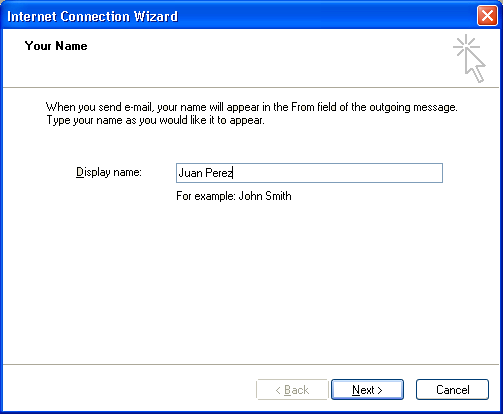 Internet Connection Wizard
Your Name
When you send e-mail, your name will appear in the From field of the outgoing message.
Type your name as you would like it to appear.
Display name: Juan Perez
For example: John Smith
< Back Next > Cancel